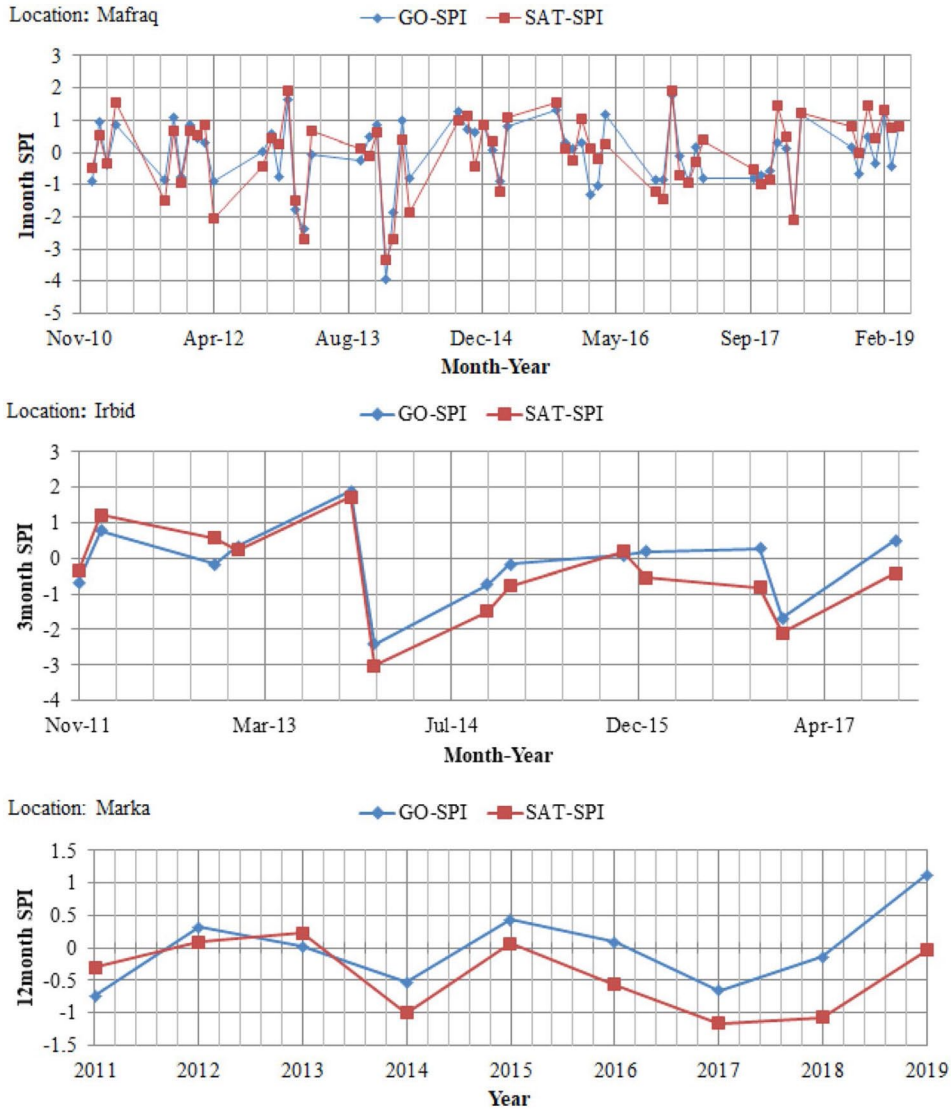 Location: Mafraq
GO-SPI SAT-SPI
1month SPI
3
2
1
0
-1
-2
-3
-4
-5
Nov-10 Apr-12 Aug-13 Dec-14 May-16 Sep-17 Feb-19
Month-Year
Location: Irbid
GO-SPI SAT-SPI
3month SPI
3
2
1
0
-1
-2
-3
-4
Nov-11 Mar-13 Jul-14 Dec-15 Apr-17
Month-Year
Location: Marka
GO-SPI SAT-SPI
12month SPI
1.5
1
0.5
0
-0.5
-1
-1.5
2011 2012 2013 2014 2015 2016 2017 2018 2019
Year